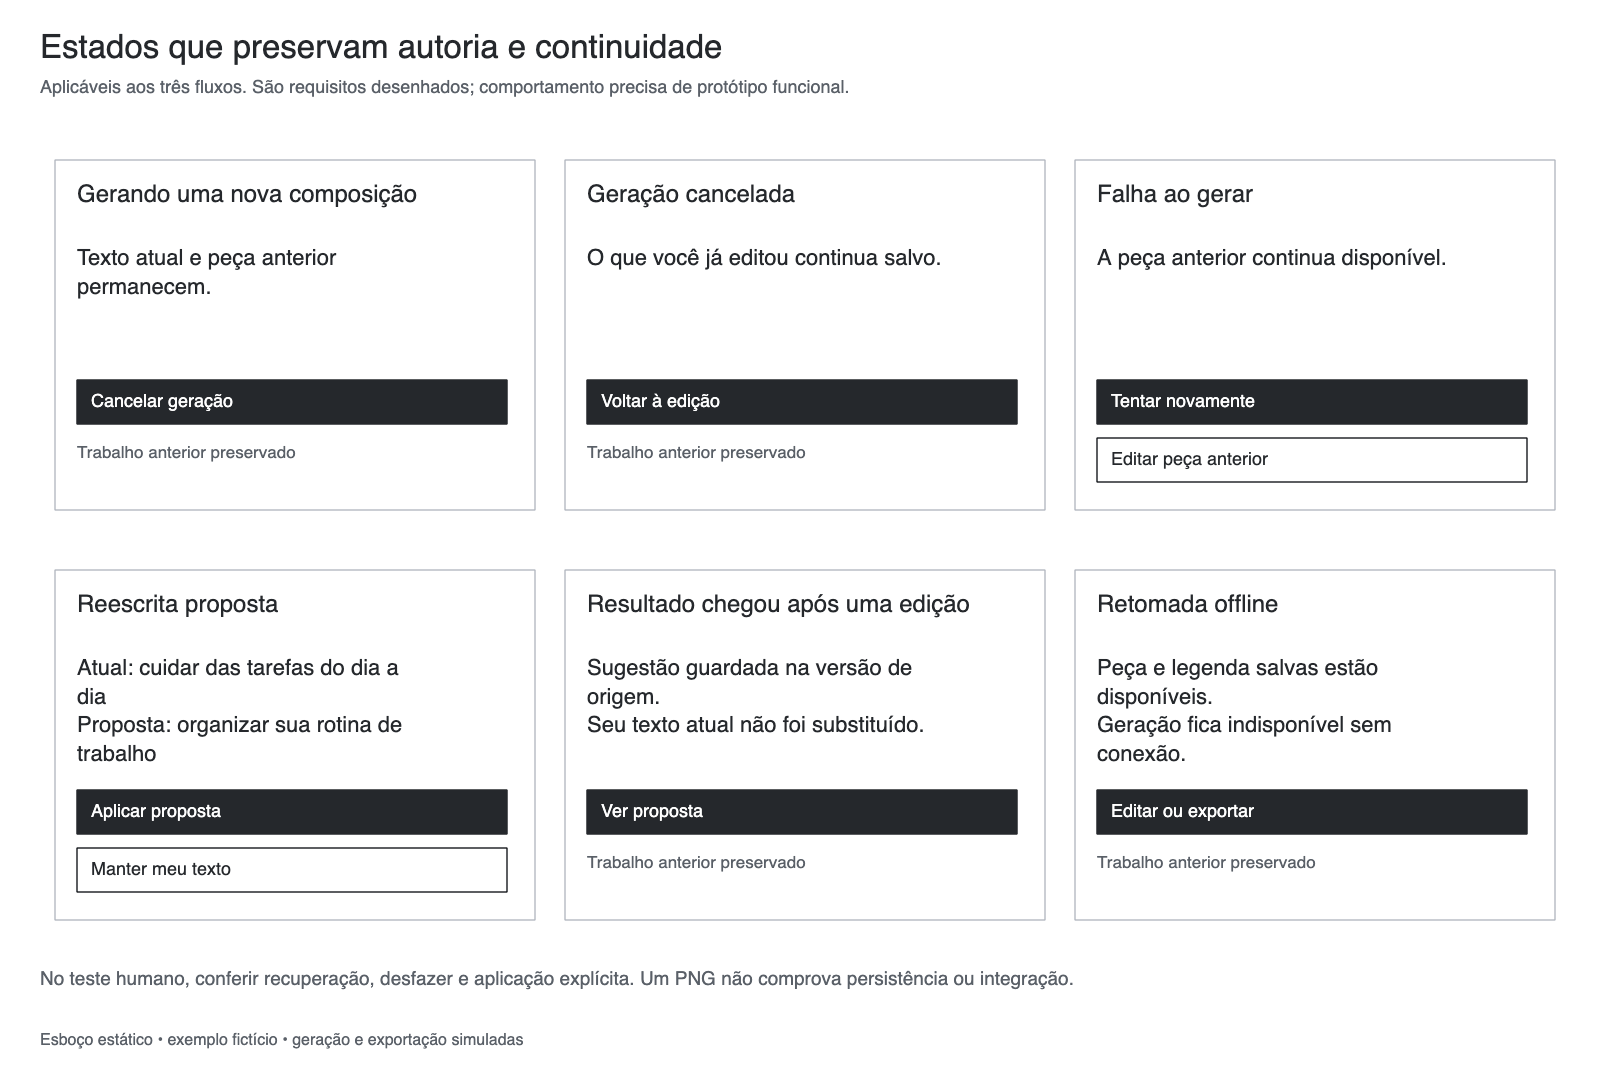 Estados que preservam autoria e continuidade
Aplicáveis aos três fluxos. São requisitos desenhados; comportamento precisa de protótipo funcional.
Gerando uma nova composição
Texto atual e peça anterior
permanecem.
Cancelar geração
Trabalho anterior preservado
Geração cancelada
O que você já editou continua salvo.
Voltar à edição
Trabalho anterior preservado
Falha ao gerar
A peça anterior continua disponível.
Tentar novamente
Editar peça anterior
Reescrita proposta
Atual: cuidar das tarefas do dia a
dia
Proposta: organizar sua rotina de
trabalho
Aplicar proposta
Manter meu texto
Resultado chegou após uma edição
Sugestão guardada na versão de
origem.
Seu texto atual não foi substituído.
Ver proposta
Trabalho anterior preservado
Retomada offline
Peça e legenda salvas estão
disponíveis.
Geração fica indisponível sem
conexão.
Editar ou exportar
Trabalho anterior preservado
No teste humano, conferir recuperação, desfazer e aplicação explícita. Um PNG não comprova persistência ou integração.
Esboço estático • exemplo fictício • geração e exportação simuladas